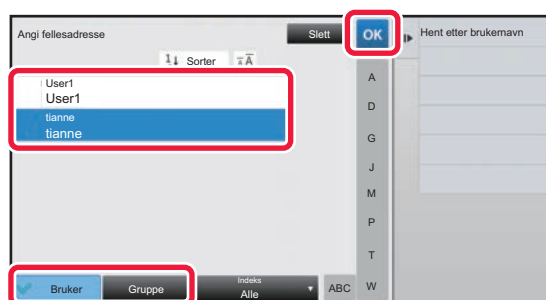 Angi fellesadresse
Slett
OK
Hent etter brukernavn
Sorter
User1
User1
tianne
tianne
A
D
G
J
M
P
T
W
Bruker
Gruppe
Indeks
Alle
ABC